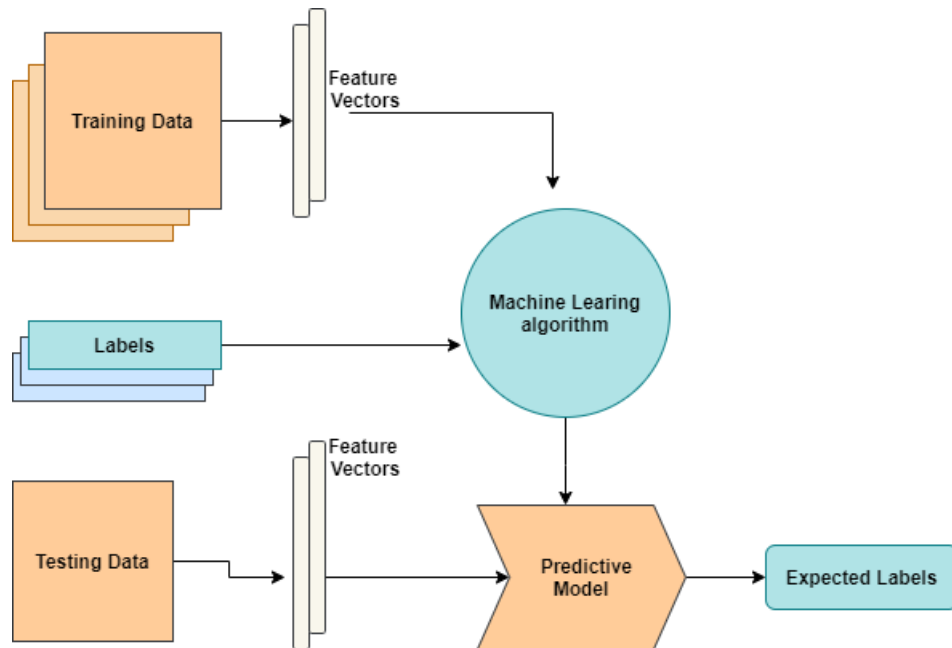 Feature
Vectors
Training Data
Machine Learing
algorithm
Labels
Feature
Vectors
Testing Data
Predictive
Model
Expected Labels